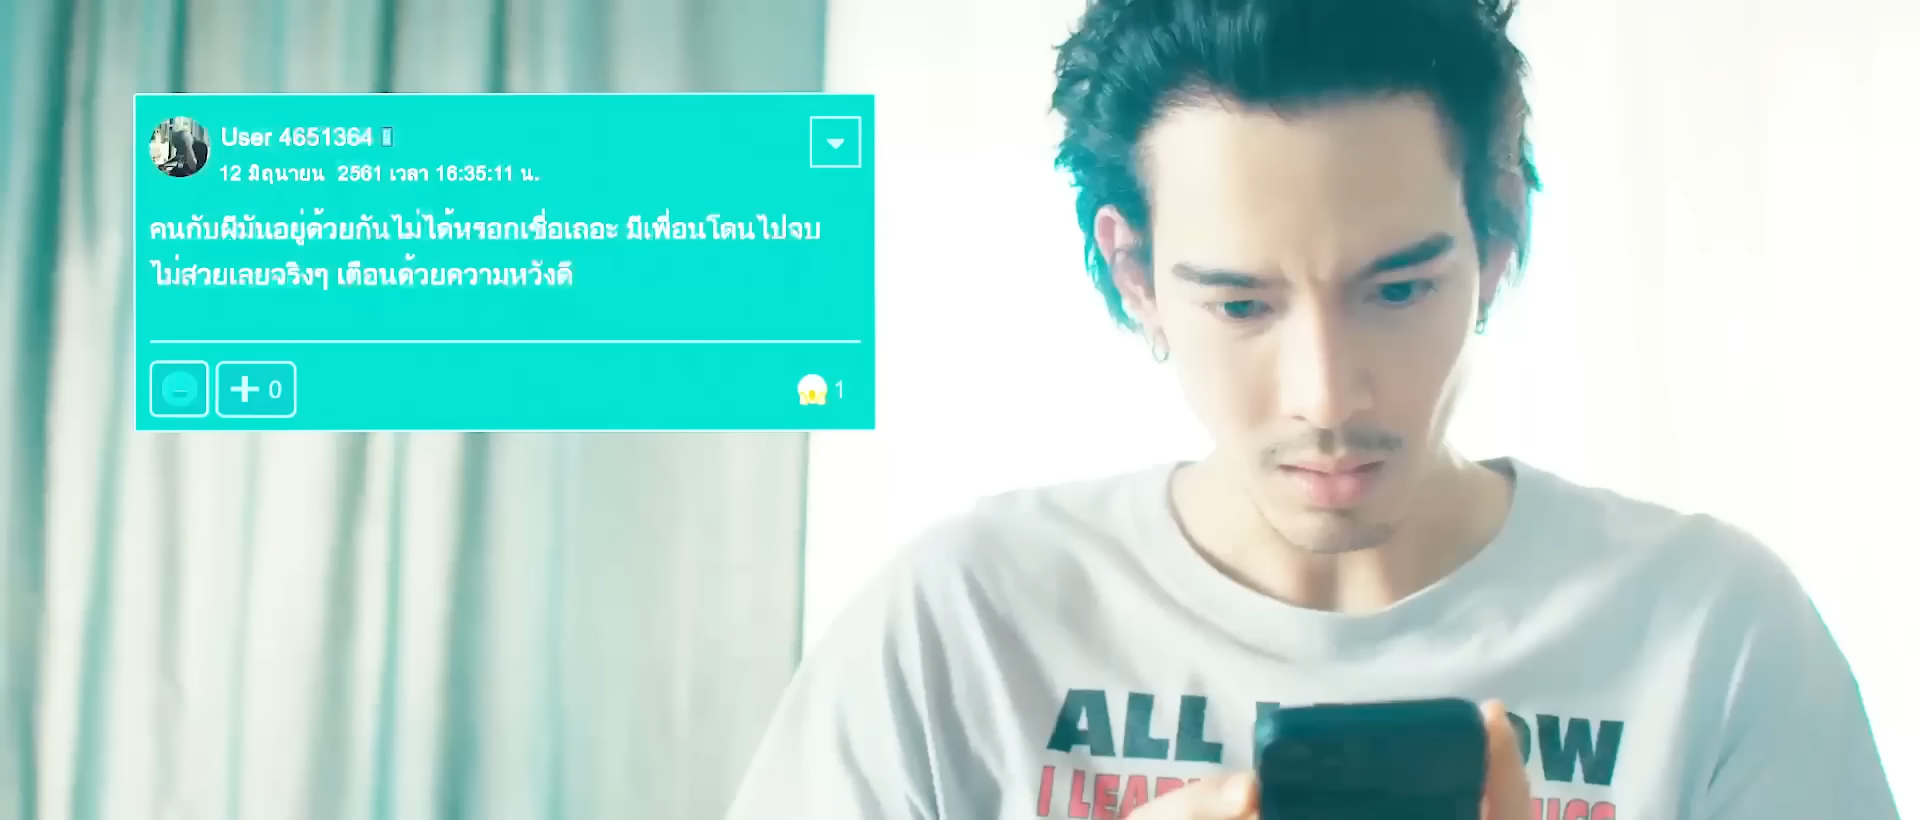 User 4651364
12 มิถุนายน 2561 เวลา 16:35:11 น.
คนกับผีมันอยู่ด้วยกันไม่ได้หรอกเชื่อเถอะ มีเพื่อนโดนไปจบ
ไม่สวยเลยจริงๆ เตือนด้วยความหวังดี
0
1
ALL
I